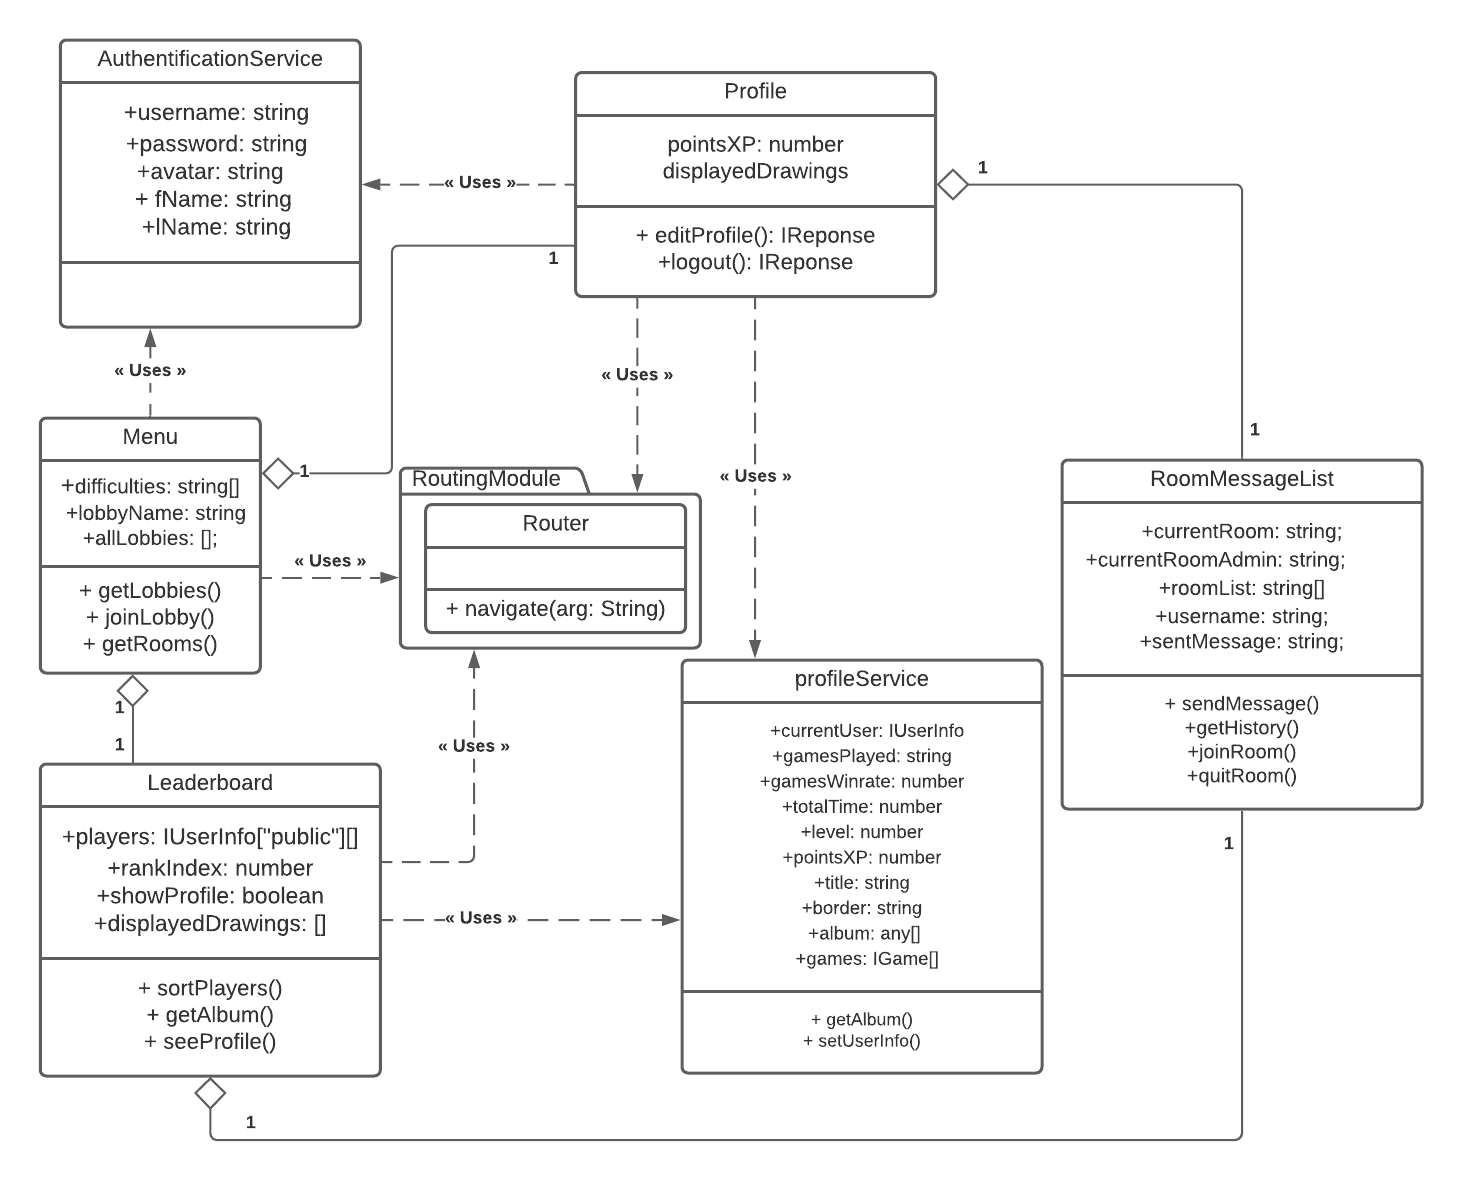 AuthentificationService
+username: string
+password: string
+avatar: string
+ fName: string
+lName: string
Profile
pointsXP: number
displayedDrawings
+ editProfile(): IReponse
+logout(): IReponse
« Uses »
1
1
« Uses »
« Uses »
Menu
+difficulties: string[]
+lobbyName: string
+allLobbies: [];
+ getLobbies()
+ joinLobby()
+ getRooms()
1
1
RoutingModule
Router
+ navigate(arg: String)
« Uses »
« Uses »
RoomMessageList
+currentRoom: string;
+currentRoomAdmin: string;
+roomList: string[]
+username: string;
+sentMessage: string;
+ sendMessage()
+getHistory()
+joinRoom()
+quitRoom()
1
1
1
« Uses »
profileService
+currentUser: IUserInfo
+gamesPlayed: string
+gamesWinrate: number
+totalTime: number
+level: number
+pointsXP: number
+title: string
+border: string
+album: any[]
+games: IGame[]
+ getAlbum()
+ setUserInfo()
Leaderboard
+players: IUserInfo["public"][]
+rankIndex: number
+showProfile: boolean
+displayedDrawings: []
+ sortPlayers()
+ getAlbum()
+ seeProfile()
« Uses »
1